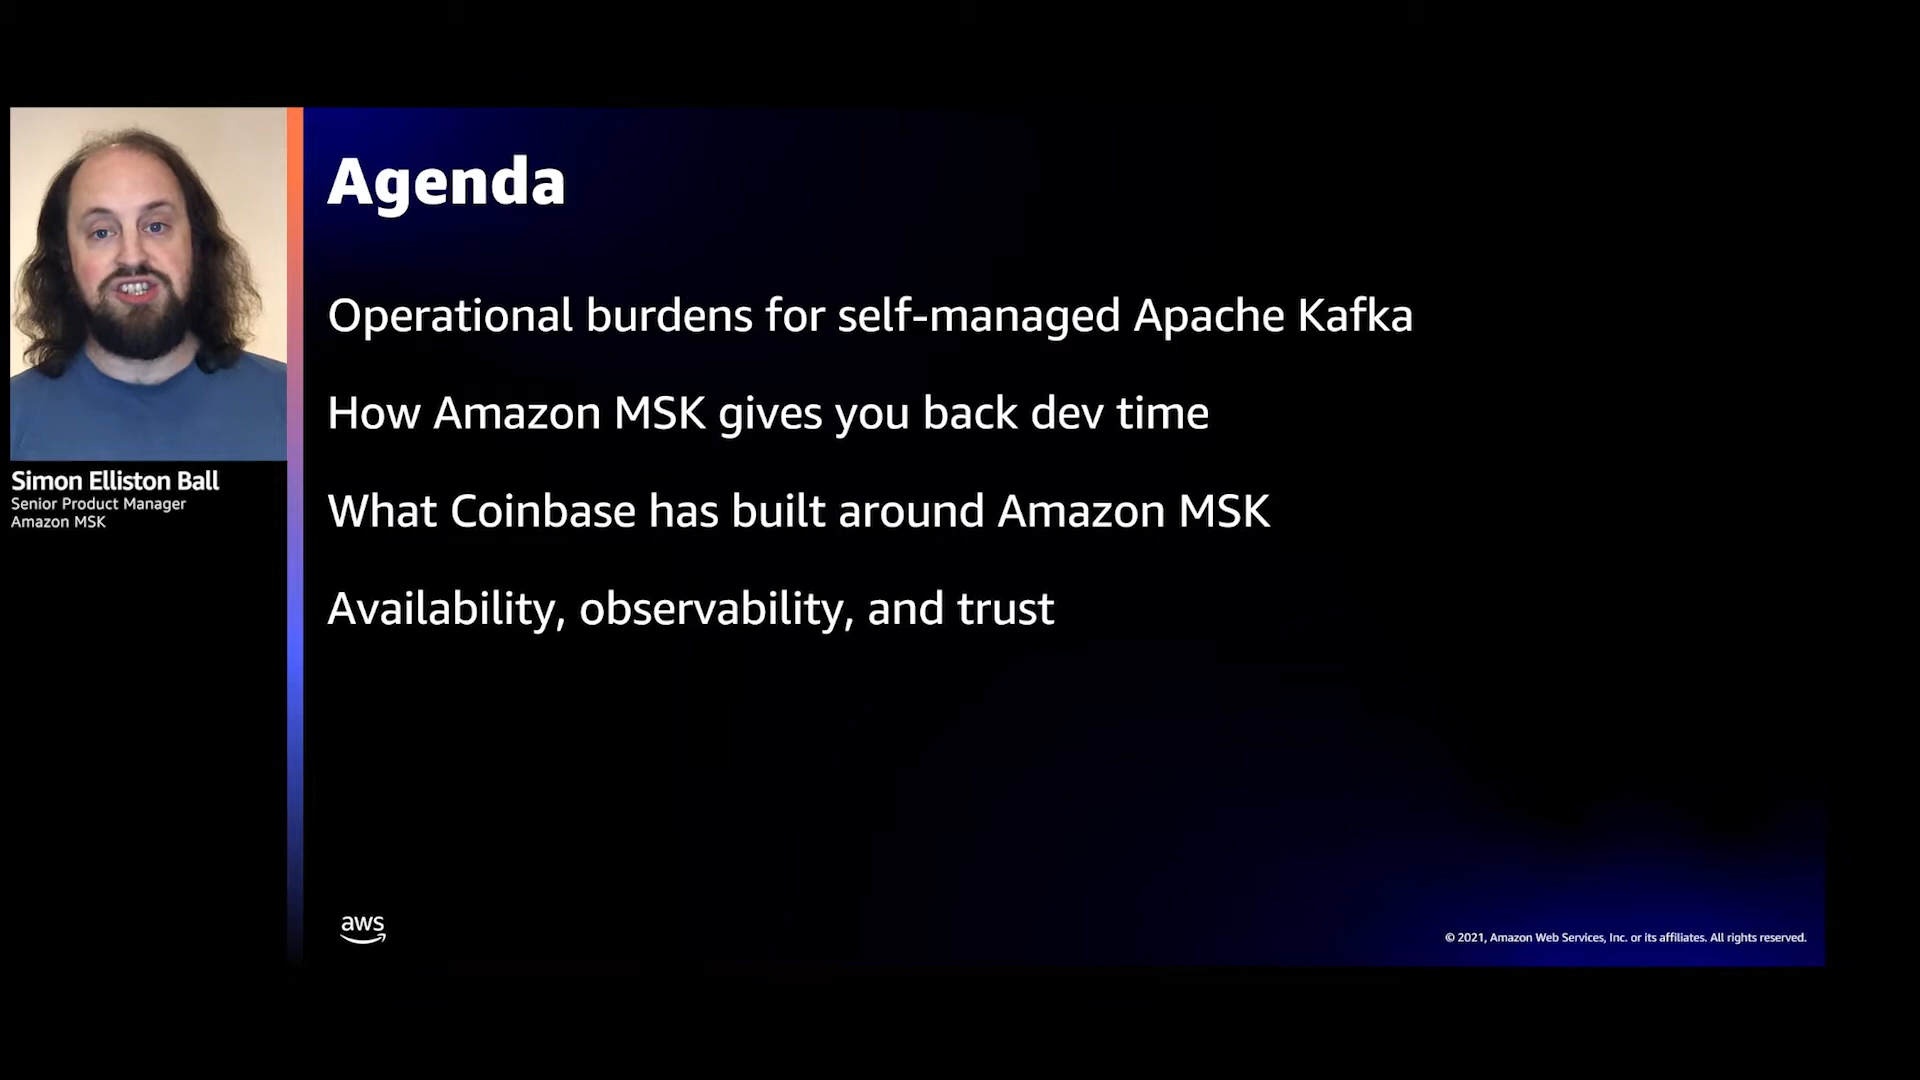 Agenda
Operational burdens for self-managed Apache Kafka
How Amazon MSK gives you back dev time
What Coinbase has built around Amazon MSK
Availability, observability, and trust
Simon Elliston Ball
Senior Product Manager
Amazon MSK
aws
© 2021, Amazon Web Services, Inc. or its affiliates. All rights reserved.